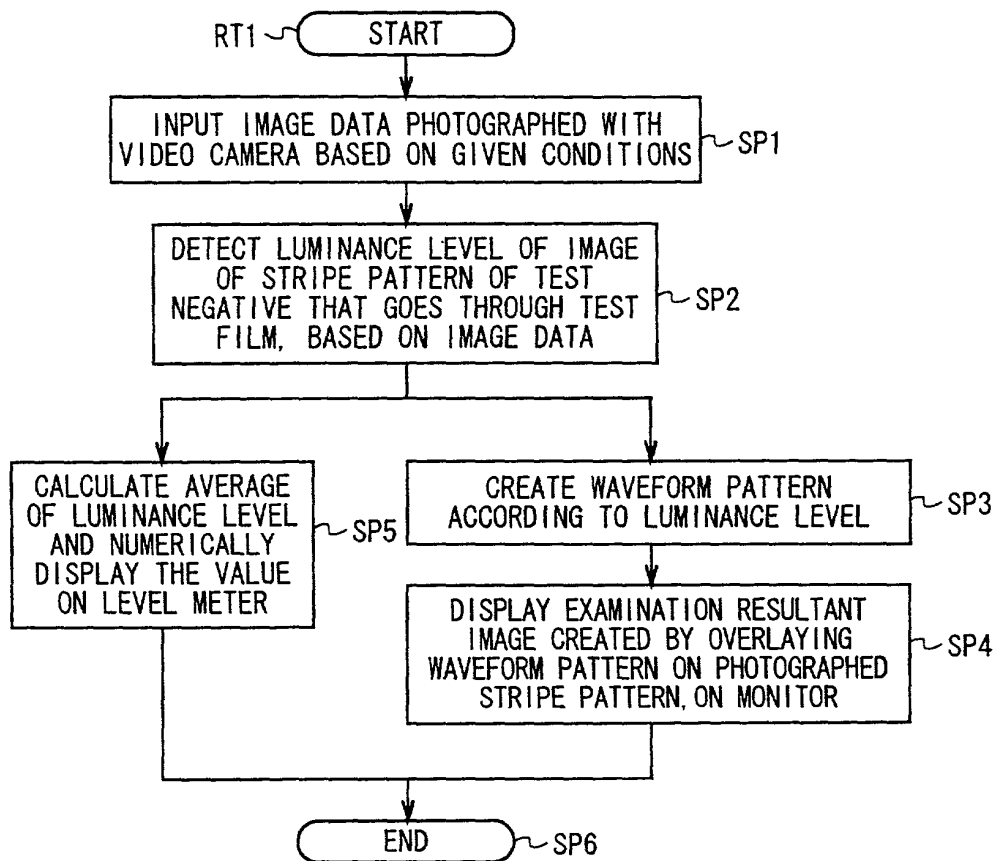 RT1
START
INPUT IMAGE DATA PHOTOGRAPHED WITH
VIDEO CAMERA BASED ON GIVEN CONDITIONS
SP1
DETECT LUMINANCE LEVEL OF IMAGE
OF STRIPE PATTERN OF TEST
NEGATIVE THAT GOES THROUGH TEST
FILM, BASED ON IMAGE DATA
SP2
CALCULATE AVERAGE
OF LUMINANCE LEVEL
AND NUMERICALLY
DISPLAY THE VALUE
ON LEVEL METER
SP5
CREATE WAVEFORM PATTERN
ACCORDING TO LUMINANCE LEVEL
SP3
DISPLAY EXAMINATION RESULTANT
IMAGE CREATED BY OVERLAYING
WAVEFORM PATTERN ON PHOTOGRAPHED
STRIPE PATTERN, ON MONITOR
SP4
END
SP6